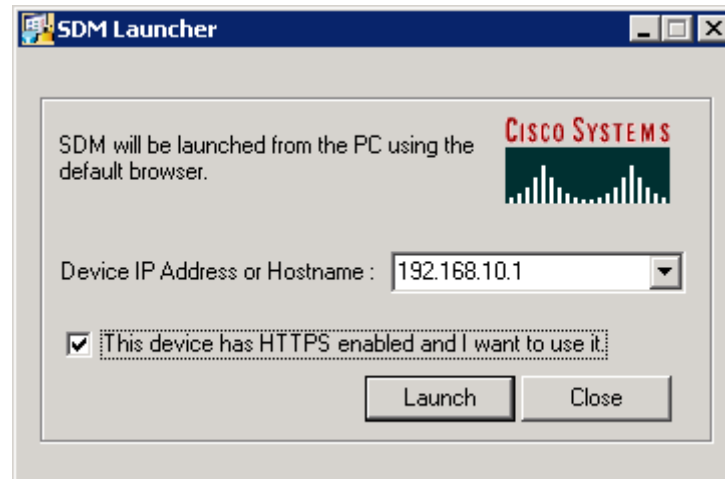 SDM Launcher
CISCO SYSTEMS
SDM will be launched from the PC using the
default browser.
Device IP Address or Hostname :
192.168.10.1
This device has HTTPS enabled and I want to use it.
Launch
Close